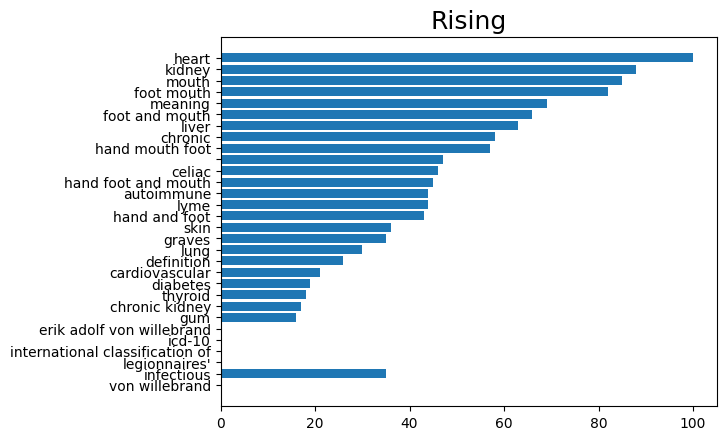 Rising
heart
kidney
mouth
foot mouth
meaning
foot and mouth
liver
chronic
hand mouth foot
celiac
hand foot and mouth
autoimmune
lyme
hand and foot
skin
graves
lung
definition
cardiovascular
diabetes
thyroid
chronic kidney
gum
erik adolf von willebrand
icd-10
international classification of
legionnaires'
infectious
von willebrand
0 20 40 60 80 100